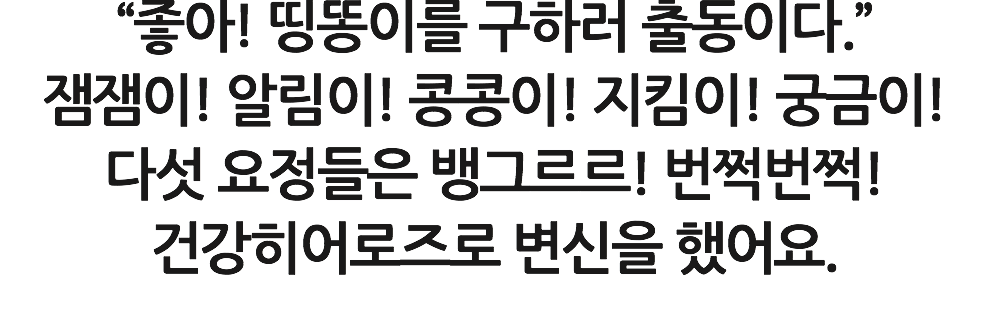 “좋아! 띵똥이를 구하러 출동이다.”
잼잼이! 알림이! 콩콩이! 지킴이! 궁금이!
다섯 요정들은 뱅그르르! 번쩍번쩍!
건강히어로즈로 변신을 했어요.